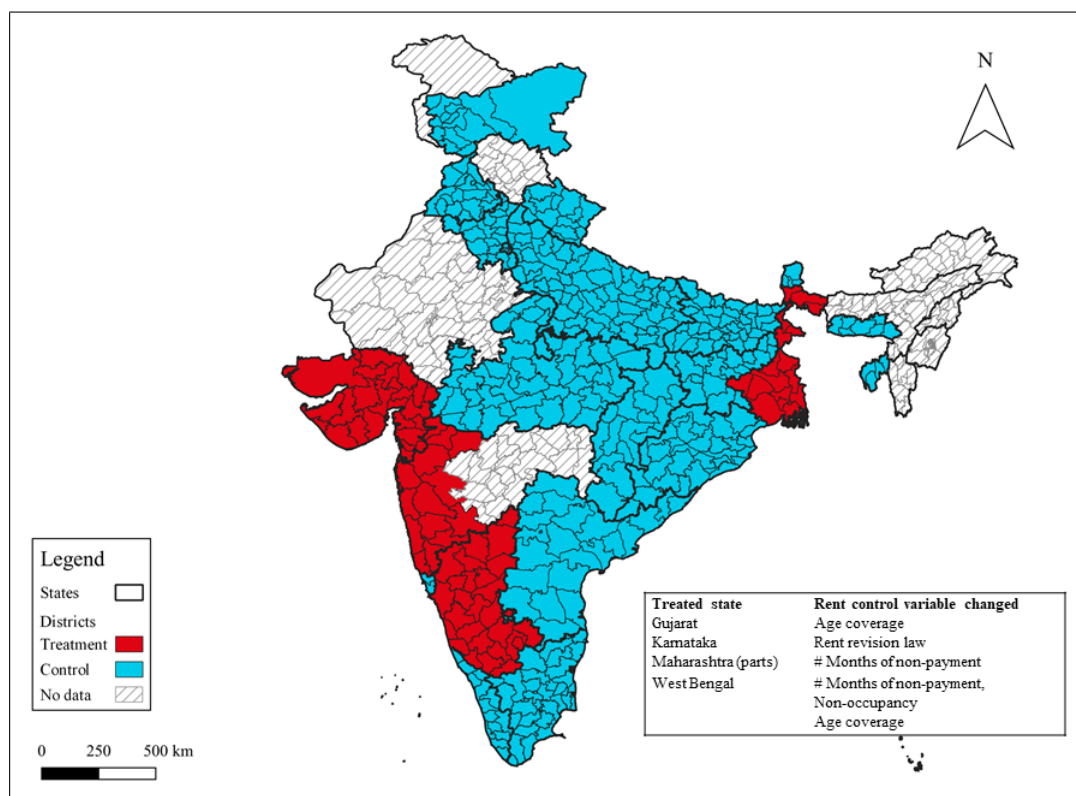 N
Legend
States
Districts
Treatment
Control
No data
0 250 500 km
Treated state Rent control variable changed
Gujarat Age coverage
Karnataka Rent revision law
Maharashtra (parts) # Months of non-payment
West Bengal # Months of non-payment,
Non-occupancy
Age coverage